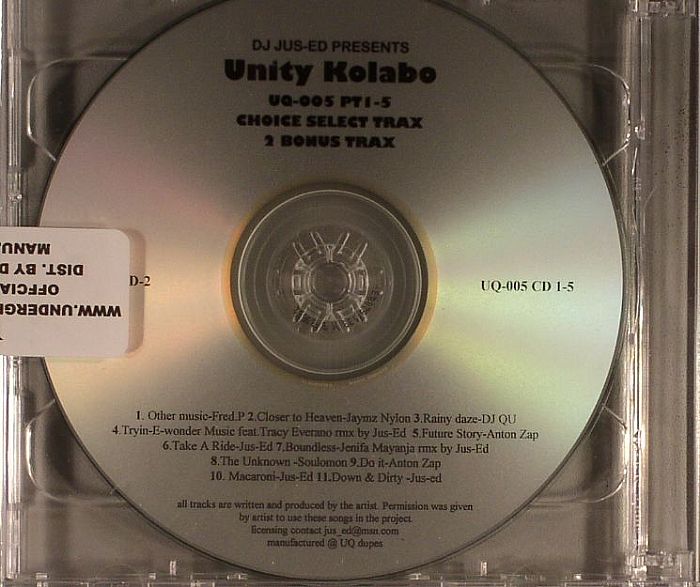 DJ JUS-ED PRESENTS
Unity Kolabo
UQ-005 PT1-5
CHOICE SELECT TRAX
2 BONUS TRAX
D-2
UQ-005 CD 1-5
WWW.UNDERG
OFFCIA
DIST. BY D
MANU
1. Other music-Fred.P 2.Closer to Heaven-Jaymz Nylon 3.Rainy daze-DJ QU
4.Tryin-E-wonder Music feat.Tracy Everano rmx by Jus-Ed 5.Future Story-Anton Zap
6.Take A Ride-Jus-Ed 7.Boundless-Jenifa Mayanja rmx by Jus-Ed
8.The Unknown -Soulomon 9.Do it-Anton Zap
10. Macaroni-Jus-Ed 11.Down & Dirty -Jus-ed
all tracks are written and produced by the artist. Permission was given
by artist to use these songs in the project.
licensing contact jus_ed@msn.com
manufactured @ UQ dupes